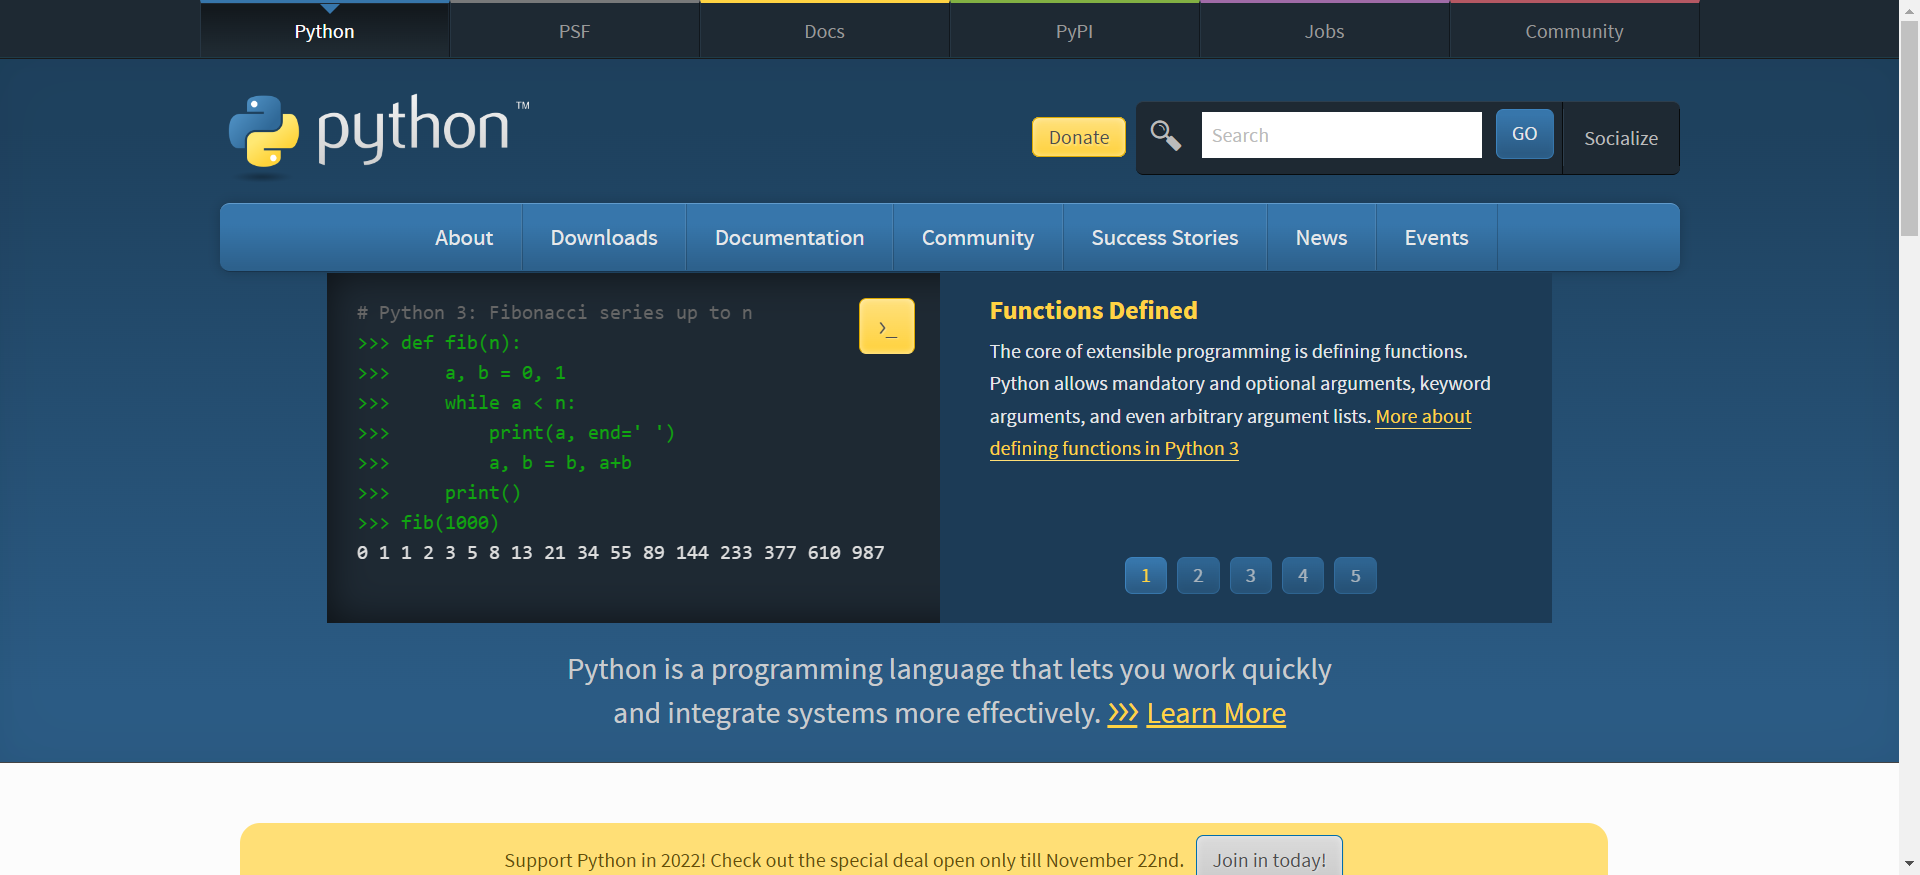 Python PSF Docs PyPI Jobs Community
python™
Donate Search GO Socialize
About Downloads Documentation Community Success Stories News Events
# Python 3: Fibonacci series up to n
>>> def fib(n):
>>>     a, b = 0, 1
>>>     while a < n:
>>>         print(a, end=' ')
>>>         a, b = b, a+b
>>>     print()
>>> fib(1000)
0 1 1 2 3 5 8 13 21 34 55 89 144 233 377 610 987
>_
Functions Defined
The core of extensible programming is defining functions.
Python allows mandatory and optional arguments, keyword
arguments, and even arbitrary argument lists. More about
defining functions in Python 3
1 2 3 4 5
Python is a programming language that lets you work quickly
and integrate systems more effectively. >>> Learn More
Support Python in 2022! Check out the special deal open only till November 22nd. Join in today!